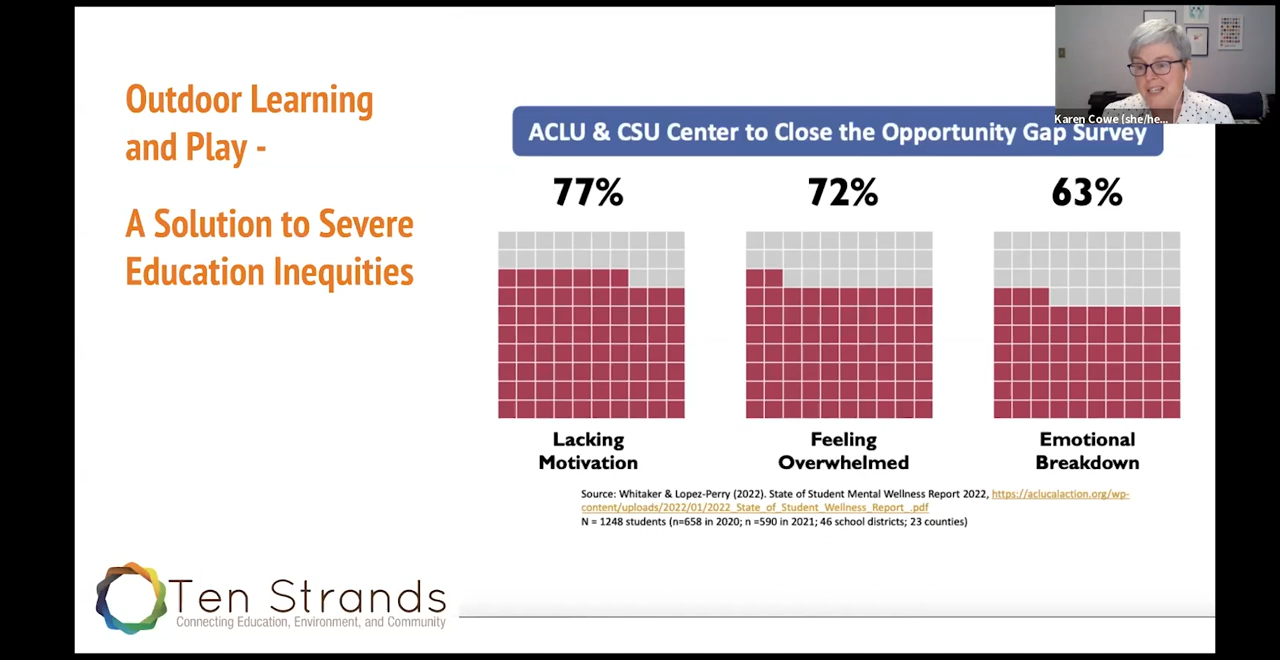 Outdoor Learning
and Play -
A Solution to Severe
Education Inequities
Karen Cowe (she/he...
ACLU & CSU Center to Close the Opportunity Gap Survey
77%
72%
63%
Lacking
Motivation
Feeling
Overwhelmed
Emotional
Breakdown
Source: Whitaker & Lopez-Perry (2022). State of Student Mental Wellness Report 2022, https://aclucalaction.org/wp-
content/uploads/2022/01/2022_State_of_Student_Wellness_Report_.pdf
N = 1248 students (n=658 in 2020; n =590 in 2021; 46 school districts; 23 counties)
Ten Strands
Connecting Education, Environment, and Community